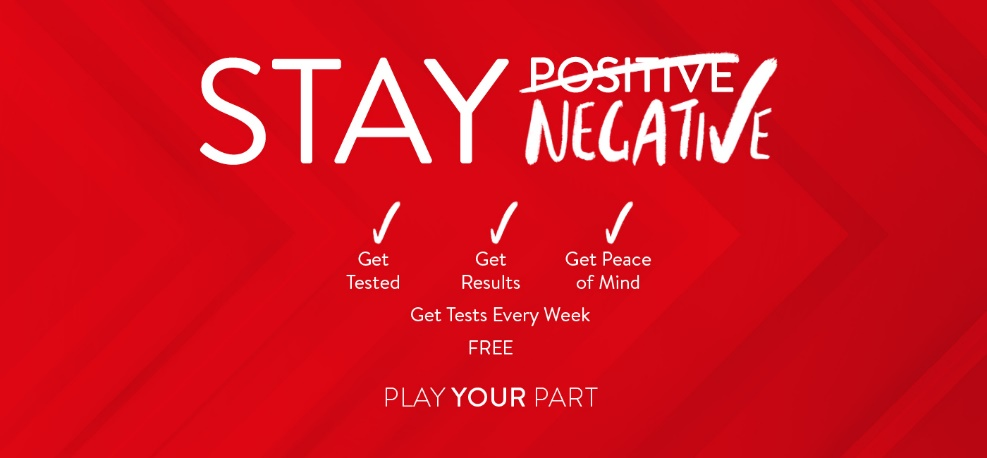 STAY POSITIVE
NEGATIVE
Get Tested
Get Results
Get Peace of Mind
Get Tests Every Week
FREE
PLAY YOUR PART